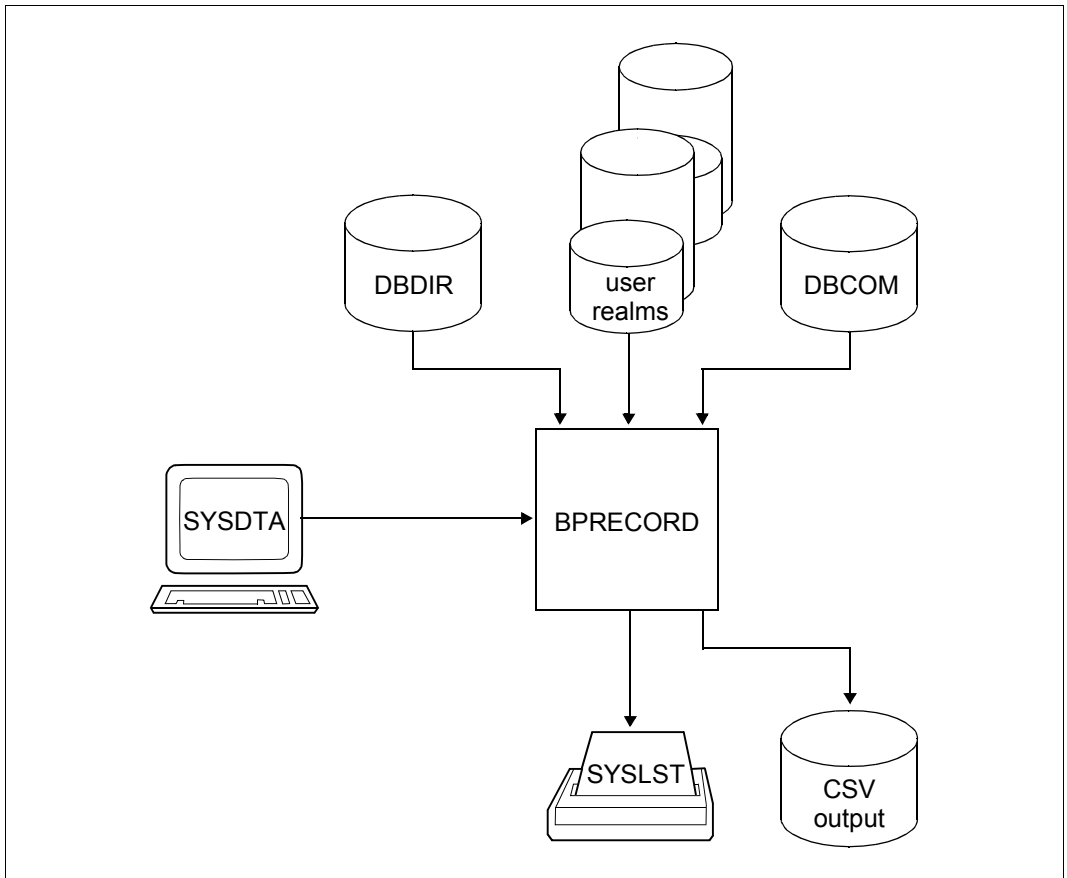 DBDIR
user
realms
DBCOM
SYSDTA
BPRECORD
SYSLST
CSV
output